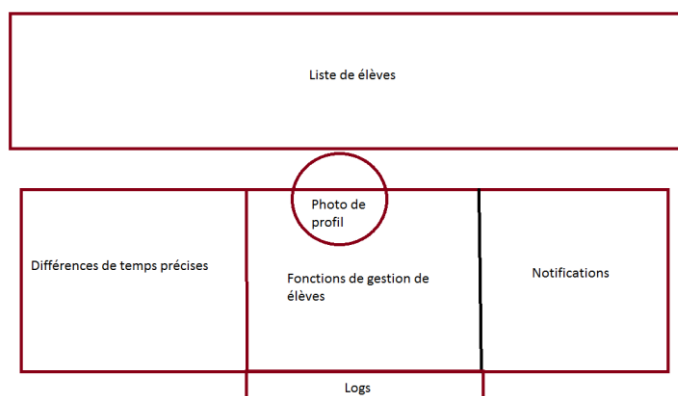 Liste de élèves
Photo de
profil
Différences de temps précises
Fonctions de gestion de
élèves
Notifications
Logs